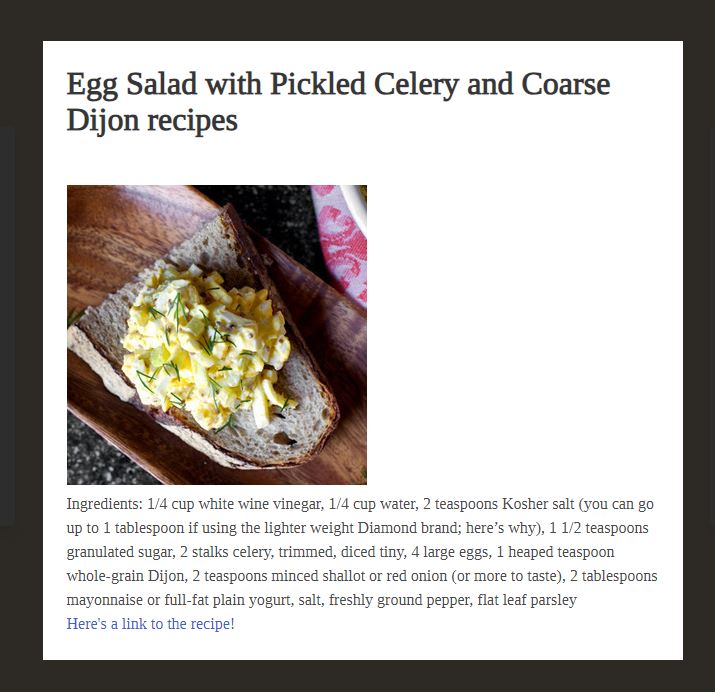 Egg Salad with Pickled Celery and Coarse
Dijon recipes
Ingredients: 1/4 cup white wine vinegar, 1/4 cup water, 2 teaspoons Kosher salt (you can go
up to 1 tablespoon if using the lighter weight Diamond brand; here’s why), 1 1/2 teaspoons
granulated sugar, 2 stalks celery, trimmed, diced tiny, 4 large eggs, 1 heaped teaspoon
whole-grain Dijon, 2 teaspoons minced shallot or red onion (or more to taste), 2 tablespoons
mayonnaise or full-fat plain yogurt, salt, freshly ground pepper, flat leaf parsley
Here's a link to the recipe!